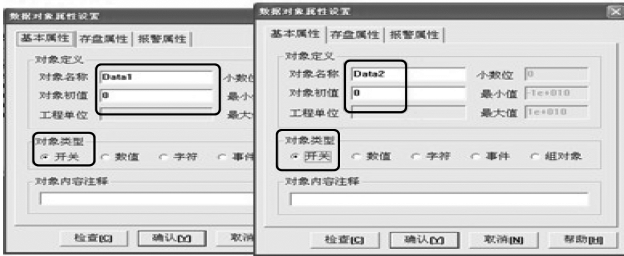 数据对象属性设置
基本属性 存盘属性 报警属性
对象定义
对象名称 Data1 小数位
对象初值 0 最小
工程单位 最大
对象类型
开关 数值 字符 事件
对象内容注释
检查[C] 确认[Y] 取消
数据对象属性设置
基本属性 存盘属性 报警属性
对象定义
对象名称 Data2 小数位 0
对象初值 0 最小值 -1e+010
工程单位 最大值 1e+010
对象类型
开关 数值 字符 事件 组对象
对象内容注释
检查[C] 确认[Y] 取消[N] 帮助[H]